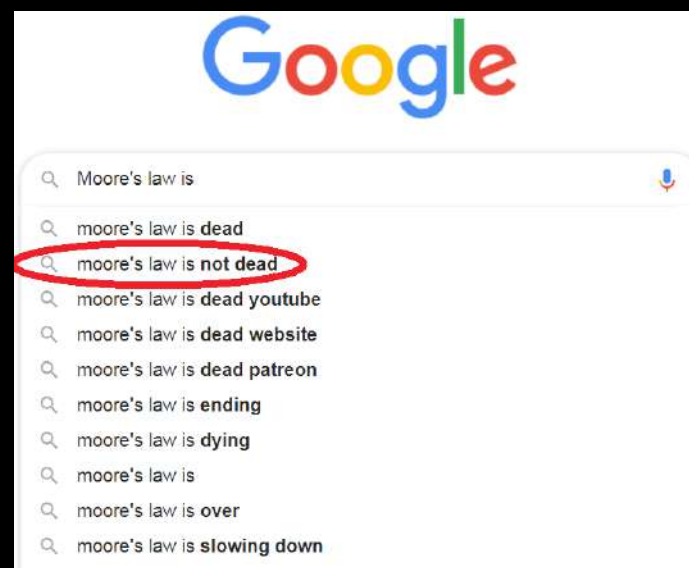 Google
Moore's law is
moore's law is dead
moore's law is not dead
moore's law is dead youtube
moore's law is dead website
moore's law is dead patreon
moore's law is ending
moore's law is dying
moore's law is
moore's law is over
moore's law is slowing down